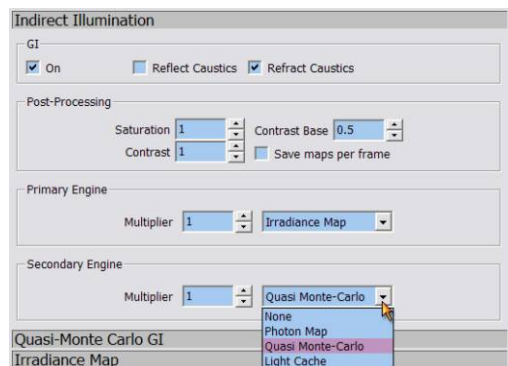 Indirect Illumination
GI
On Reflect Caustics Refract Caustics
Post-Processing
Saturation 1 Contrast Base 0.5
Contrast 1 Save maps per frame
Primary Engine
Multiplier 1 Irradiance Map
Secondary Engine
Multiplier 1 Quasi Monte-Carlo
None
Photon Map
Quasi-Monte Carlo GI Quasi Monte-Carlo
Irradiance Map Light Cache